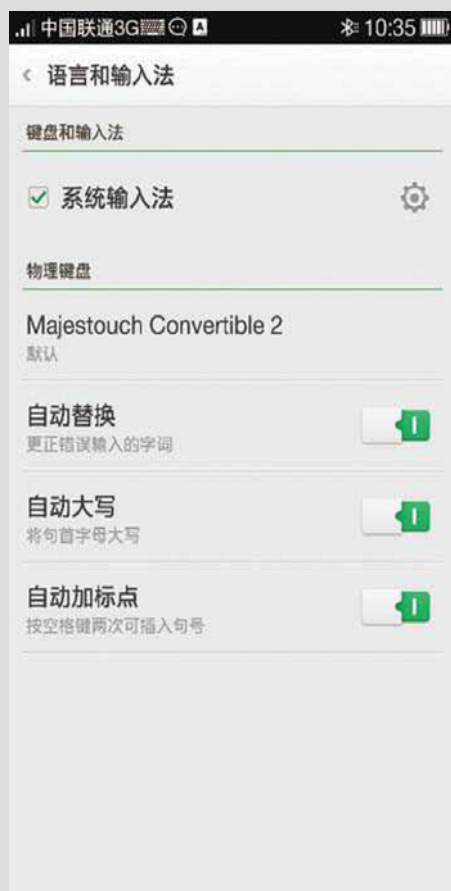 中国联通3G A 10:35
语言和输入法
键盘和输入法
系统输入法
物理键盘
Majestouch Convertible 2
默认
自动替换
更正错误输入的字词
自动大写
将句首字母大写
自动加标点
按空格键两次可插入句号